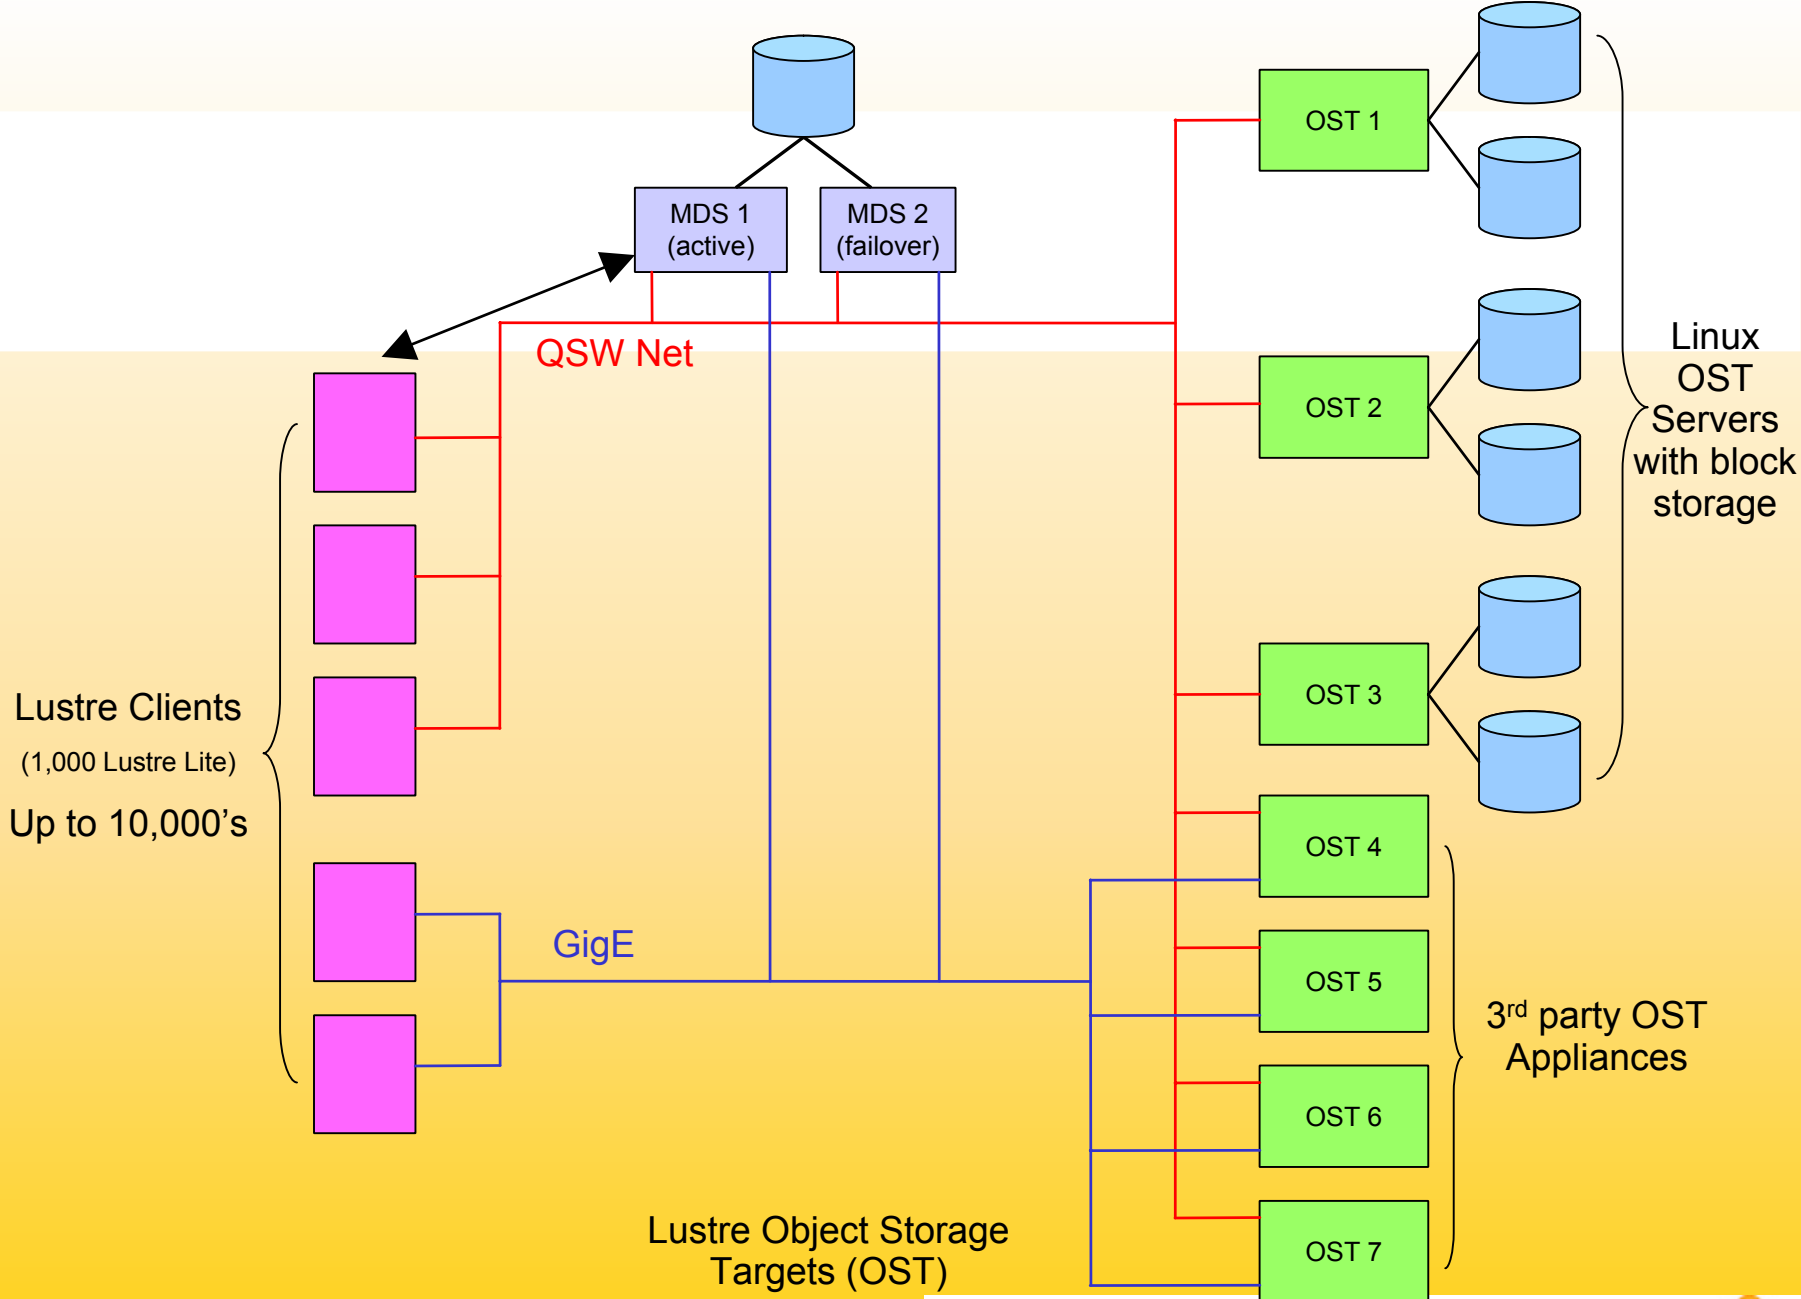 MDS 1
(active)
MDS 2
(failover)
QSW Net
OST 1
OST 2
OST 3
Linux
OST
Servers
with block
storage
Lustre Clients
(1,000 Lustre Lite)
Up to 10,000’s
GigE
OST 4
OST 5
OST 6
OST 7
3rd party OST
Appliances
Lustre Object Storage
Targets (OST)